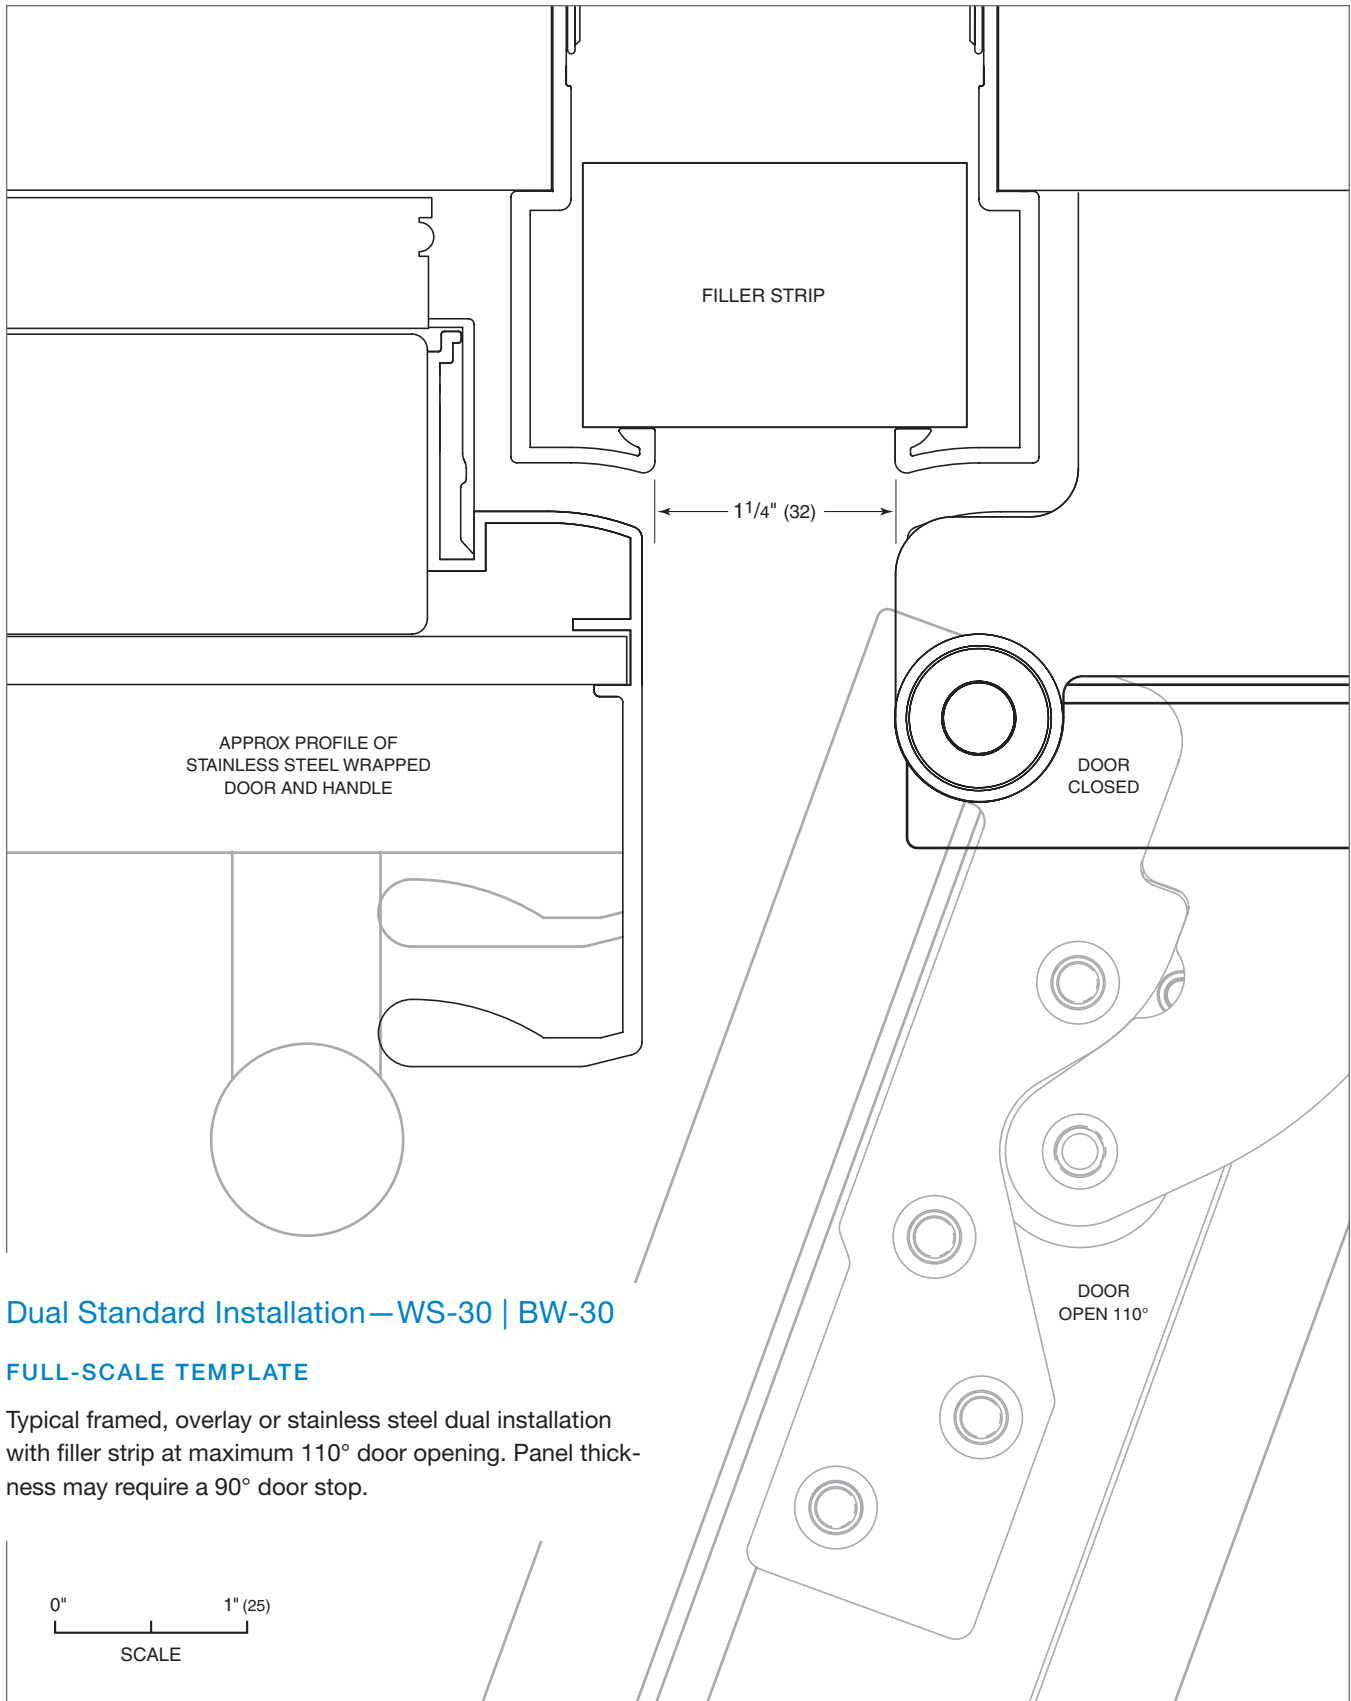 FILLER STRIP
1 1/4" (32)
APPROX PROFILE OF
STAINLESS STEEL WRAPPED
DOOR AND HANDLE
DOOR
CLOSED
DOOR
OPEN 110°
Dual Standard Installation—WS-30 | BW-30
FULL-SCALE TEMPLATE
Typical framed, overlay or stainless steel dual installation
with filler strip at maximum 110° door opening. Panel thick-
ness may require a 90° door stop.
0" 1" (25)
SCALE